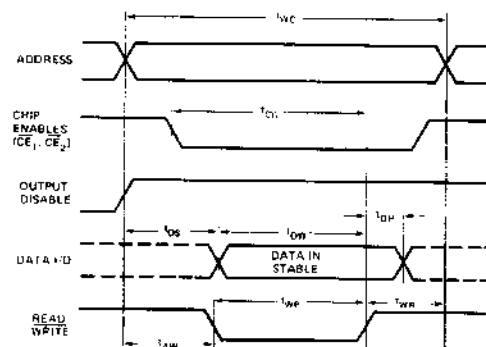 tWC
ADDRESS
tCW
CHIP
ENABLES
(CE1, CE2)
OUTPUT
DISABLE
tDH
tDS
tDW
DATA I/O
DATA IN
STABLE
tWP
tWR
READ
WRITE
tAW